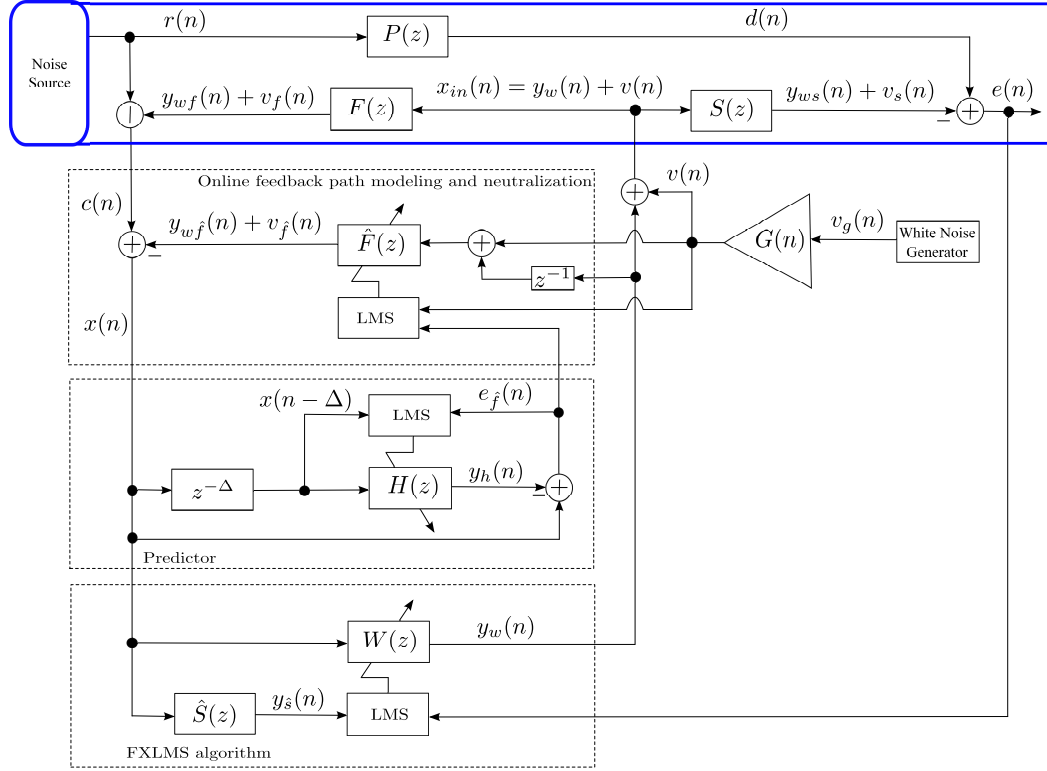 r(n)
d(n)
P(z)
Noise
Source
y_{wf}(n) + v_f(n)
F(z)
x_{in}(n) = y_w(n) + v(n)
S(z)
y_{ws}(n) + v_s(n)
+
e(n)
−
Online feedback path modeling and neutralization
v(n)
c(n)
+
y_{w\hat{f}}(n) + v_{\hat{f}}(n)
v_g(n)
+
−
\hat{F}(z)
+
G(n)
White Noise
Generator
z^{-1}
LMS
x(n)
x(n − Δ)
LMS
e_{\hat{f}}(n)
z^{-Δ}
H(z)
y_h(n)
−
+
Predictor
W(z)
y_w(n)
\hat{S}(z)
y_{\hat{s}}(n)
LMS
FXLMS algorithm